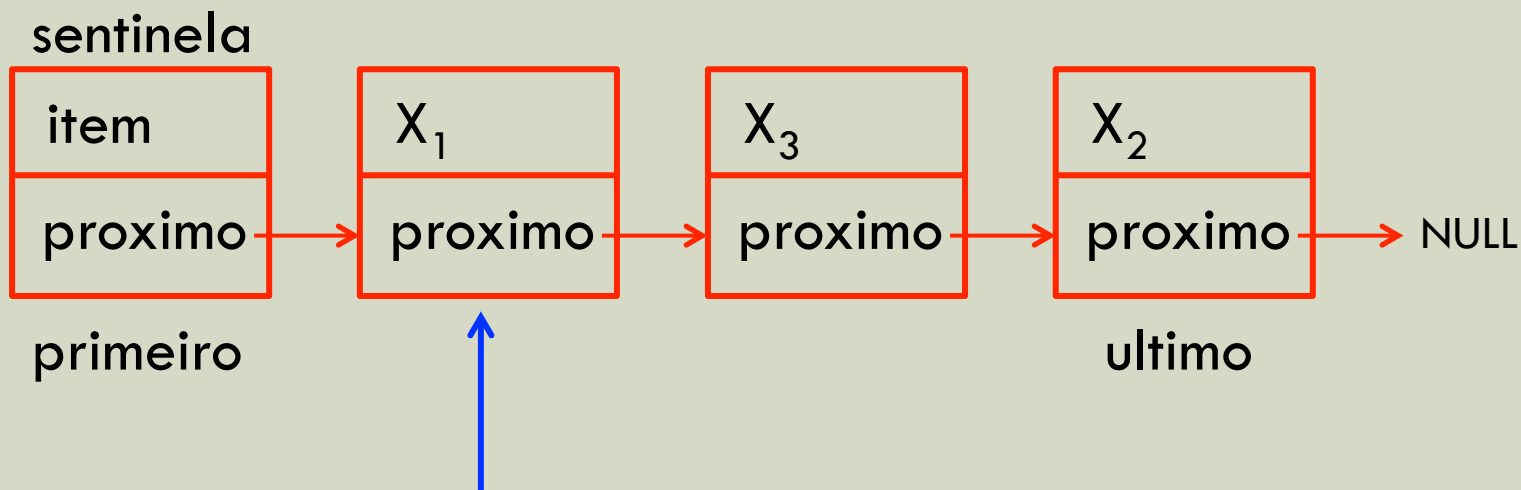 sentinela
item X₁ X₃ X₂
proximo proximo proximo proximo NULL
primeiro ultimo